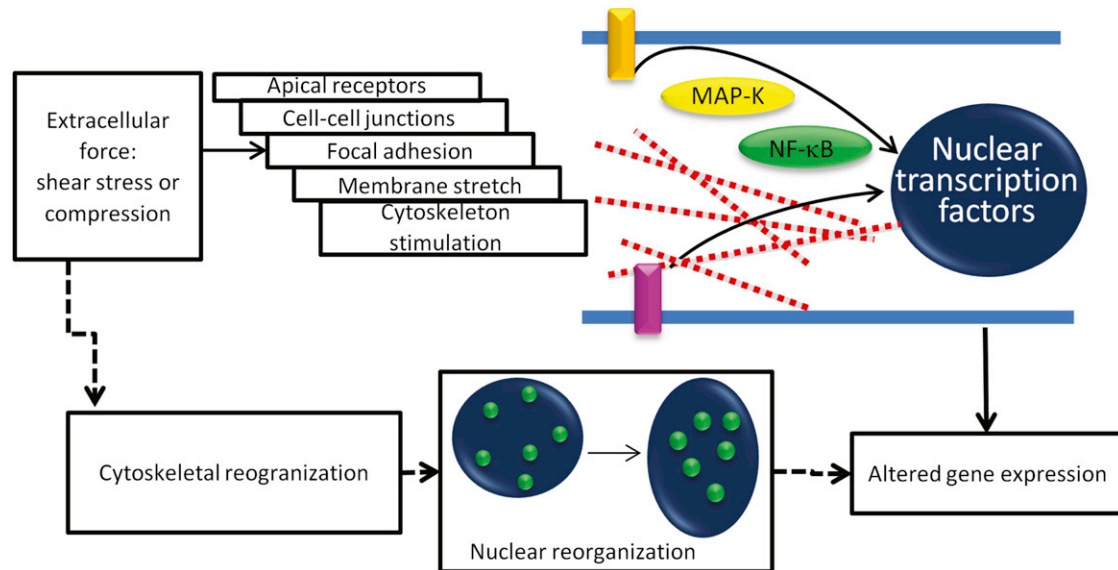 Extracellular
force:
shear stress or
compression
Apical receptors
Cell-cell junctions
Focal adhesion
Membrane stretch
Cytoskeleton
stimulation
MAP-K
NF-κB
Nuclear
transcription
factors
Cytoskeletal reogranization
Nuclear reorganization
Altered gene expression